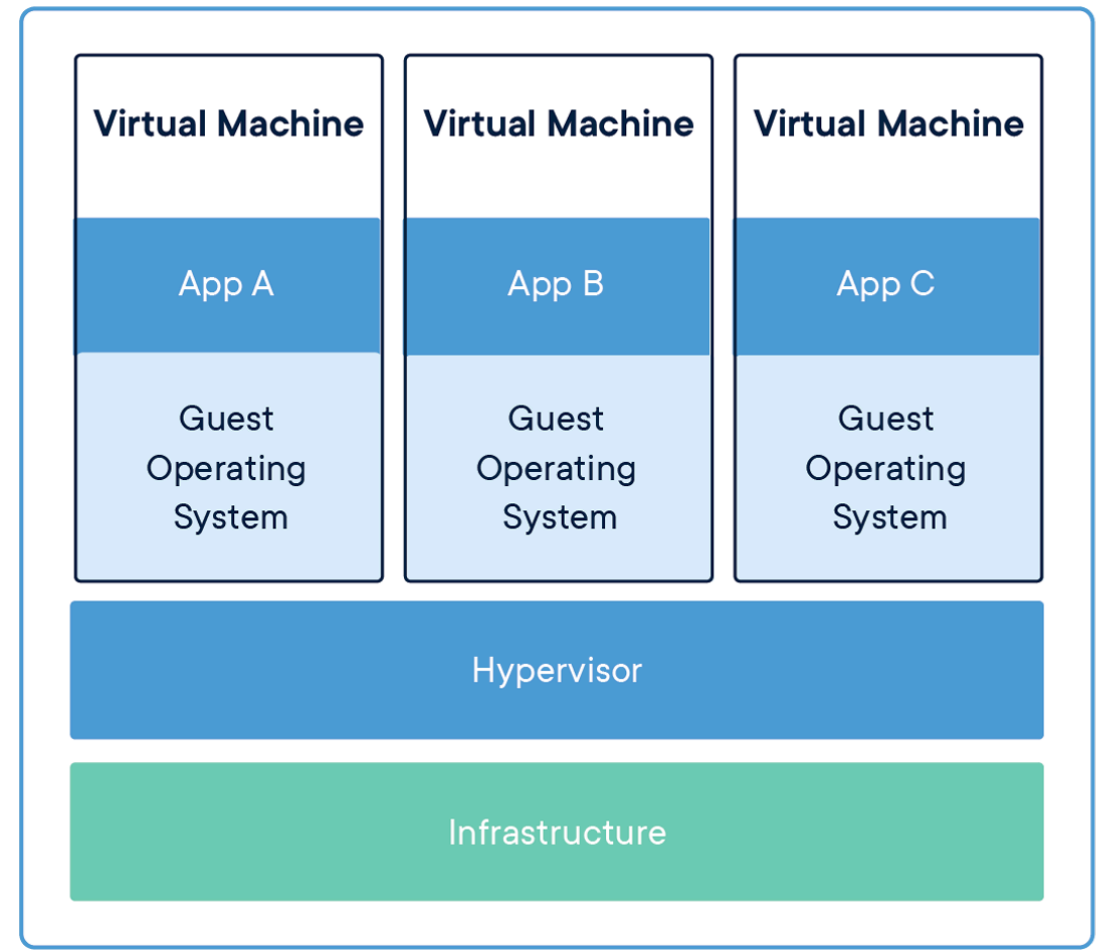 Virtual Machine
Virtual Machine
Virtual Machine
App A
App B
App C
Guest
Operating
System
Guest
Operating
System
Guest
Operating
System
Hypervisor
Infrastructure